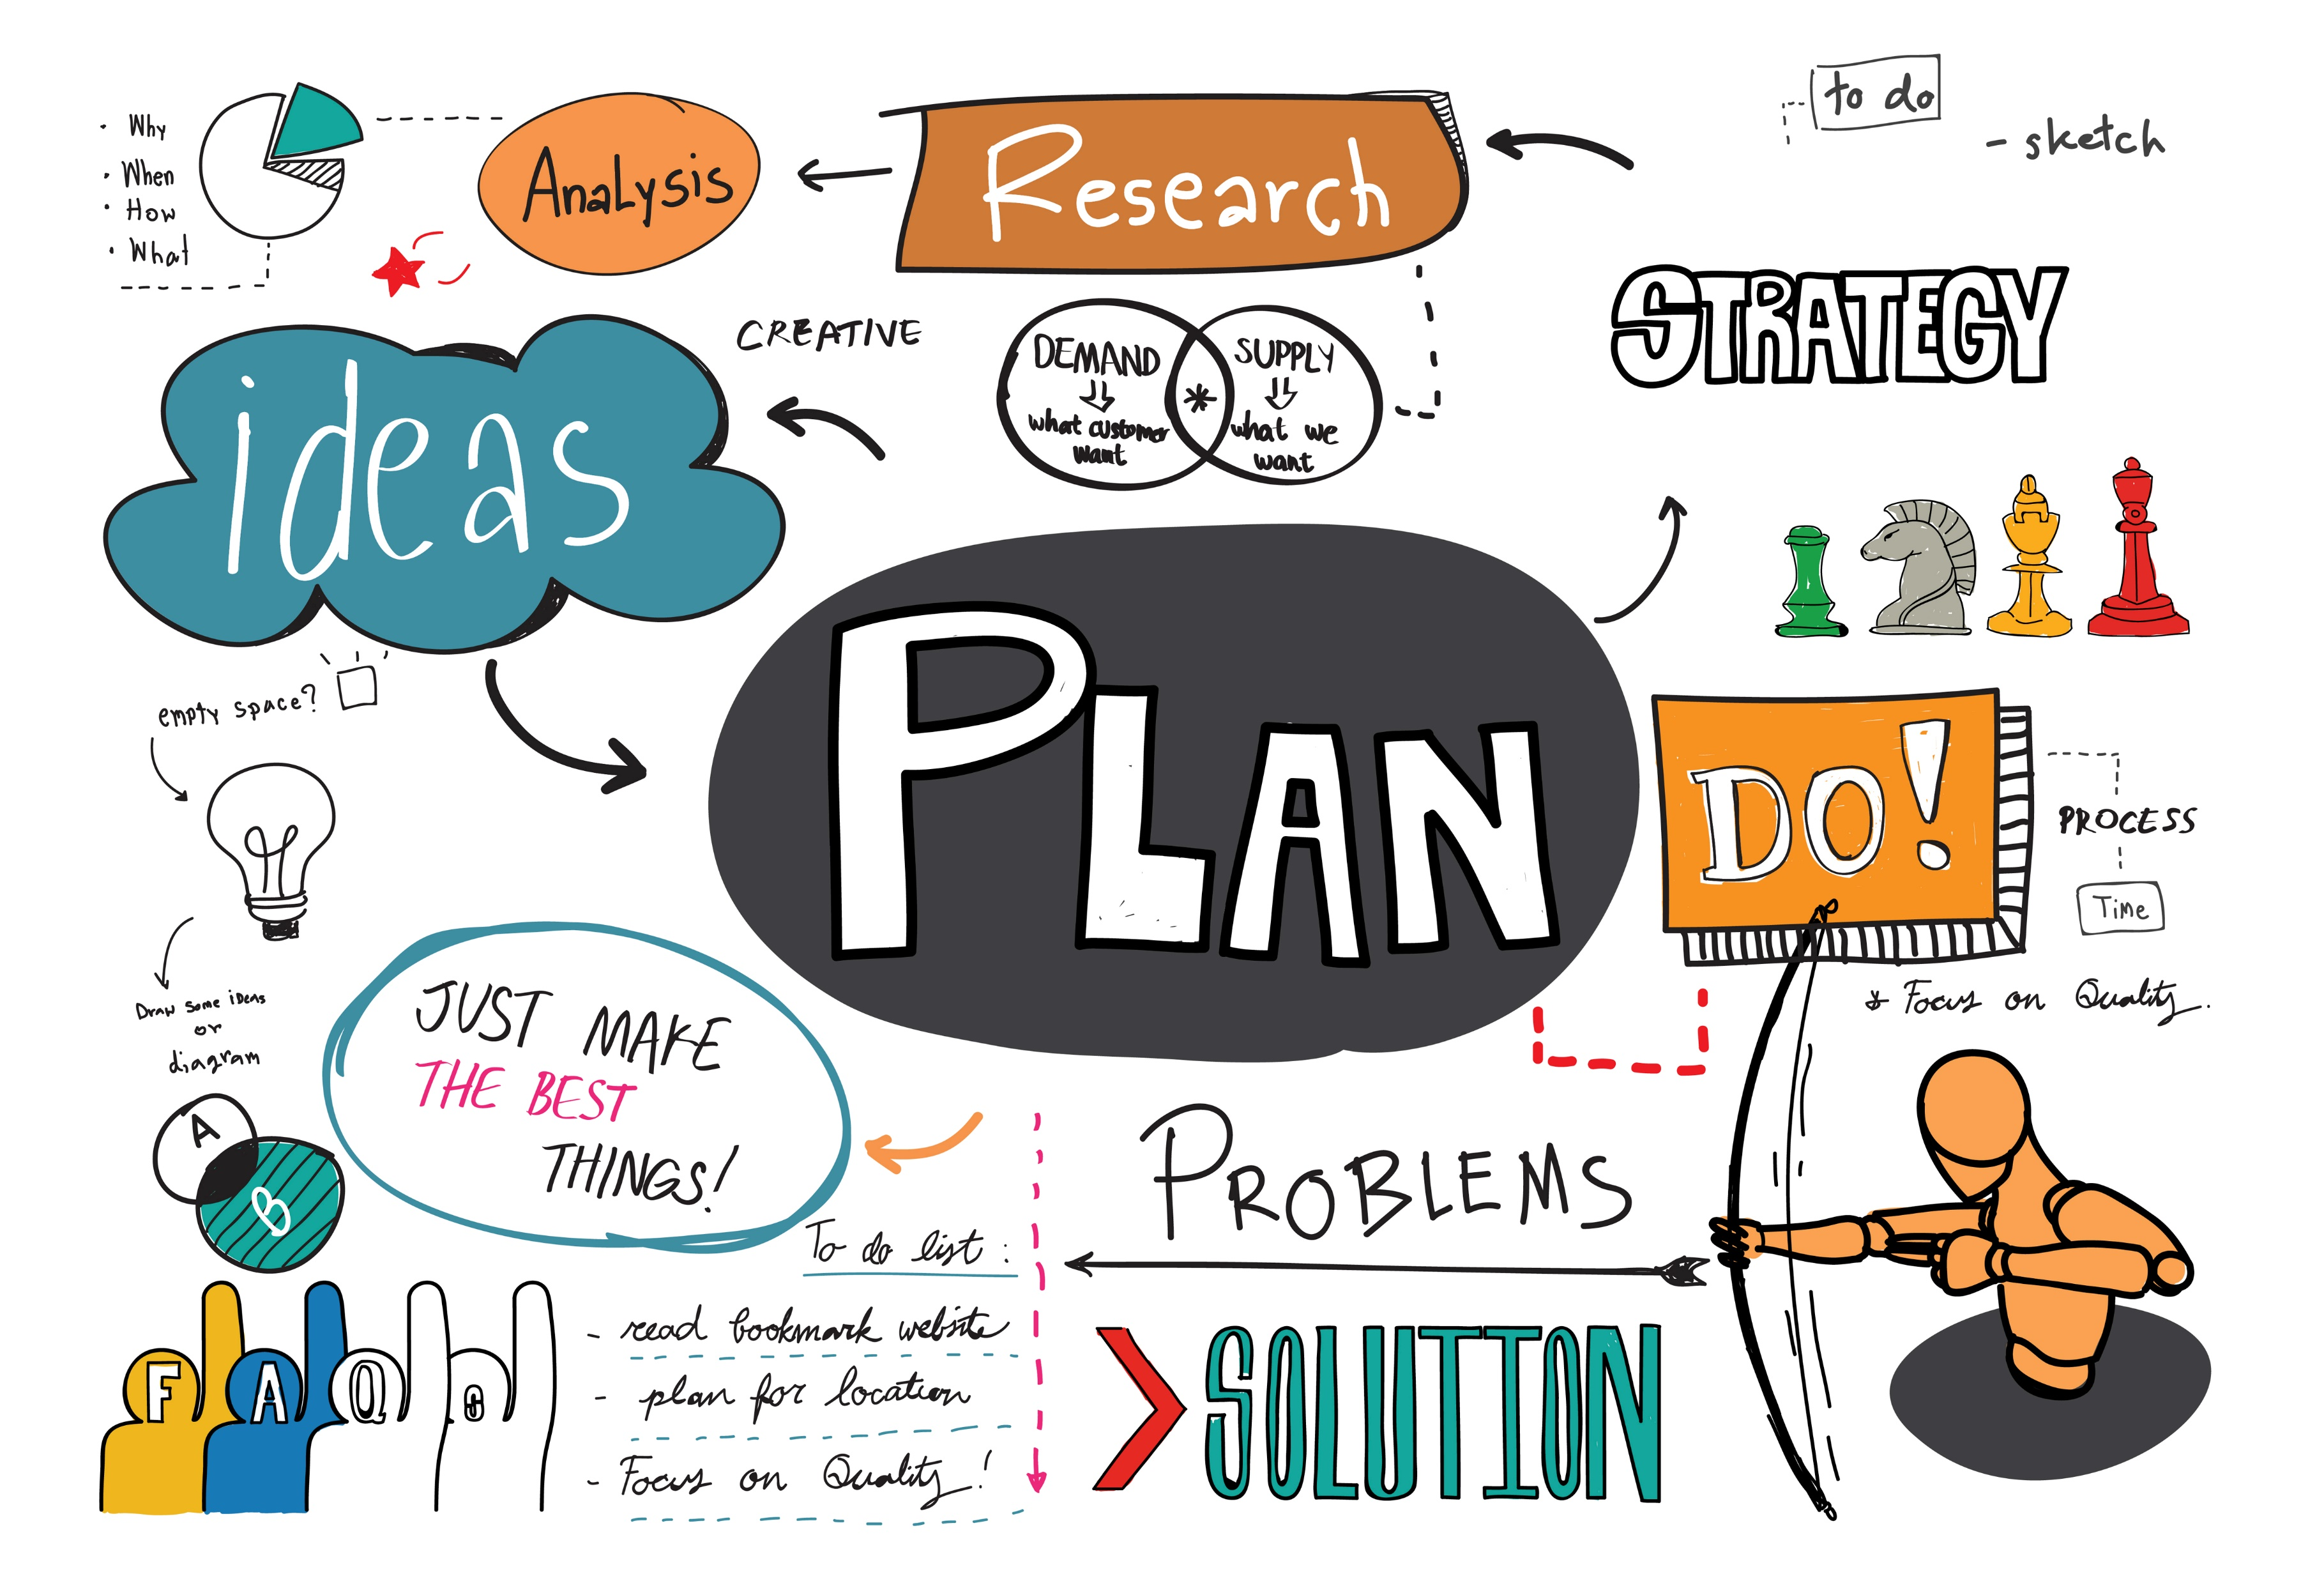 Why
When
How
What
Analysis
Research
to do
- sketch
STRATEGY
CREATIVE
DEMAND
what customer
want
*
SUPPLY
what we
want
ideas
empty space?
Draw some ideas
or
diagram
A
B
PLAN
DO!
PROCESS
Time
* Focus on Quality.
JUST MAKE
THE BEST
THINGS!
To do list :
- read bookmark website
- plan for location
- Focus on Quality!
PROBLEMS
SOLUTION
FAQs